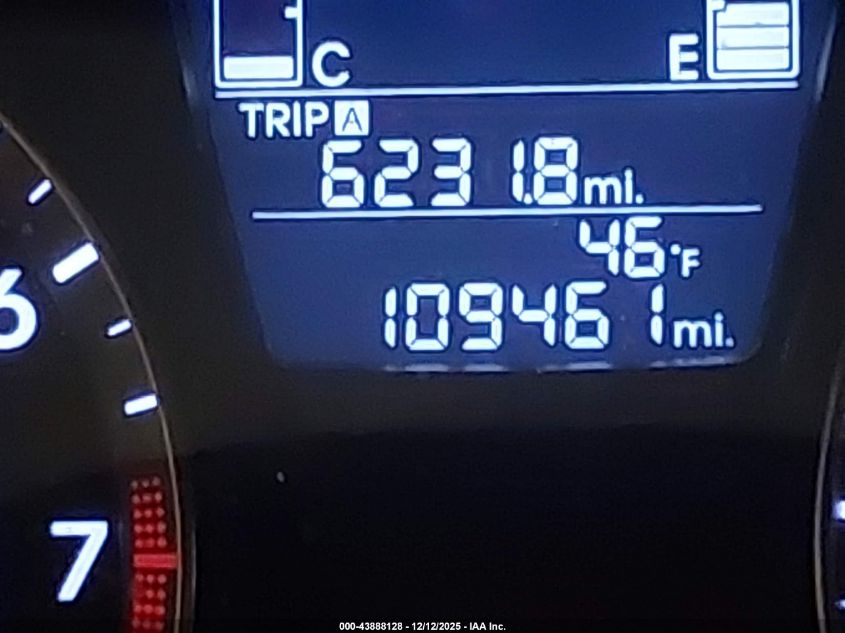 C E
TRIP A
6231.8 mi.
46°F
109461 mi.
6
7
000-43888128 - 12/12/2025 - IAA Inc.